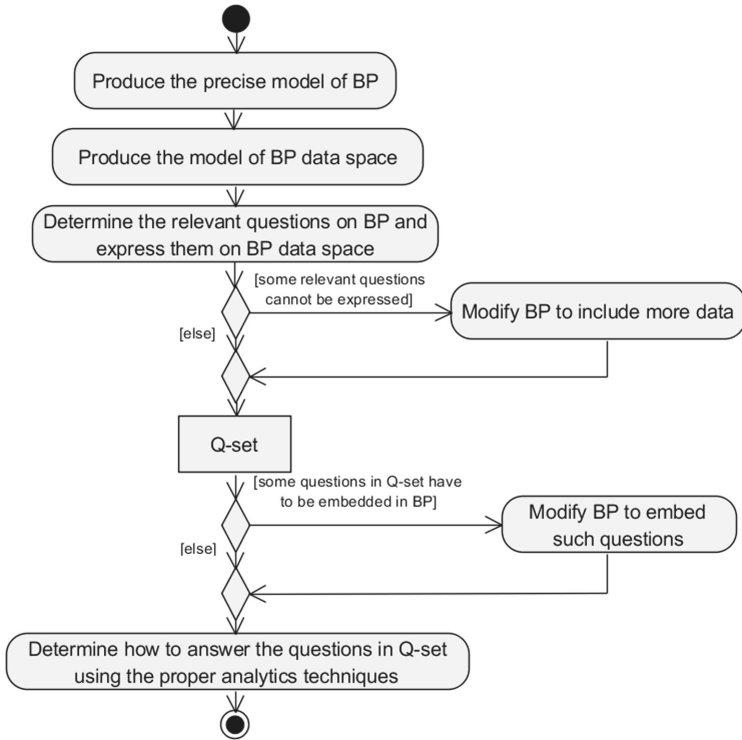 Produce the precise model of BP
Produce the model of BP data space
Determine the relevant questions on BP and
express them on BP data space
[some relevant questions
cannot be expressed]
Modify BP to include more data
[else]
Q-set
[some questions in Q-set have
to be embedded in BP]
Modify BP to embed
such questions
[else]
Determine how to answer the questions in Q-set
using the proper analytics techniques